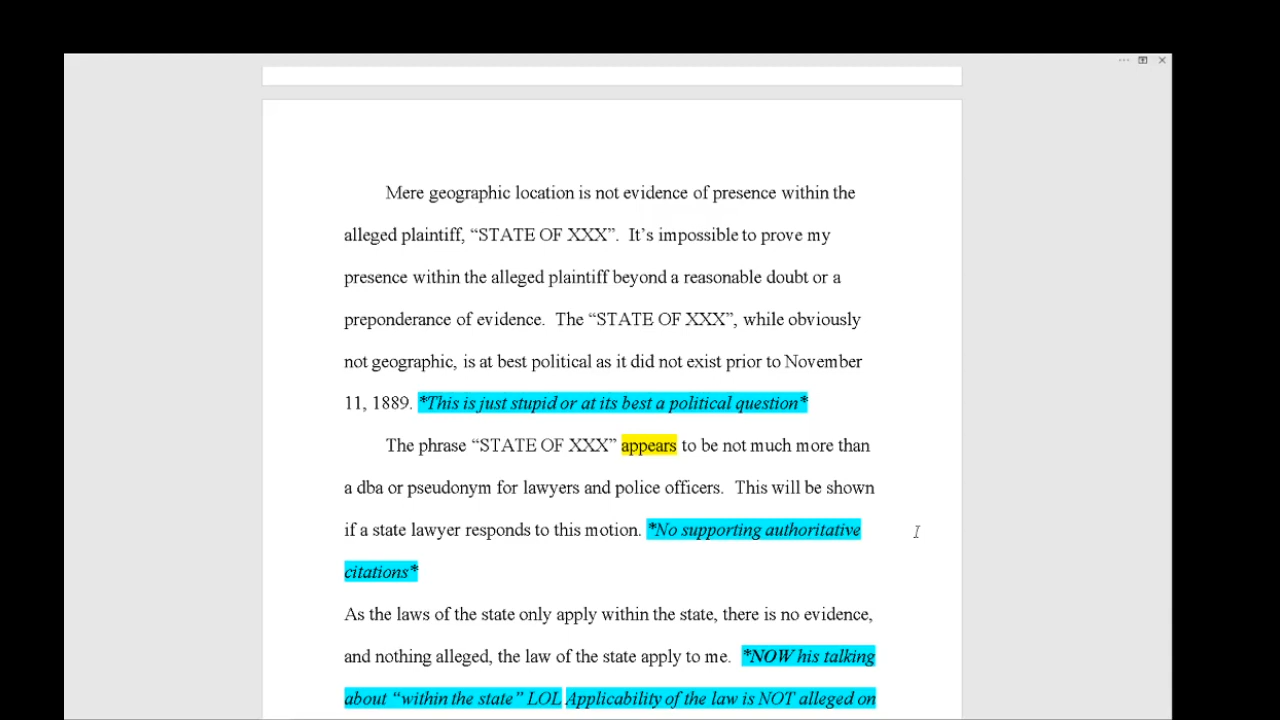 Mere geographic location is not evidence of presence within the
alleged plaintiff, “STATE OF XXX”.  It’s impossible to prove my
presence within the alleged plaintiff beyond a reasonable doubt or a
preponderance of evidence.  The “STATE OF XXX”, while obviously
not geographic, is at best political as it did not exist prior to November
11, 1889. *This is just stupid or at its best a political question*
The phrase “STATE OF XXX” appears to be not much more than
a dba or pseudonym for lawyers and police officers.  This will be shown
if a state lawyer responds to this motion. *No supporting authoritative
citations*
As the laws of the state only apply within the state, there is no evidence,
and nothing alleged, the law of the state apply to me.  *NOW his talking
about “within the state” LOL Applicability of the law is NOT alleged on